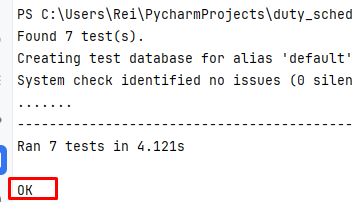 PS C:\Users\Rei\PycharmProjects\duty_sched
Found 7 test(s).
Creating test database for alias 'default'
System check identified no issues (0 silen
.......
----------------------------------------
Ran 7 tests in 4.121s
OK